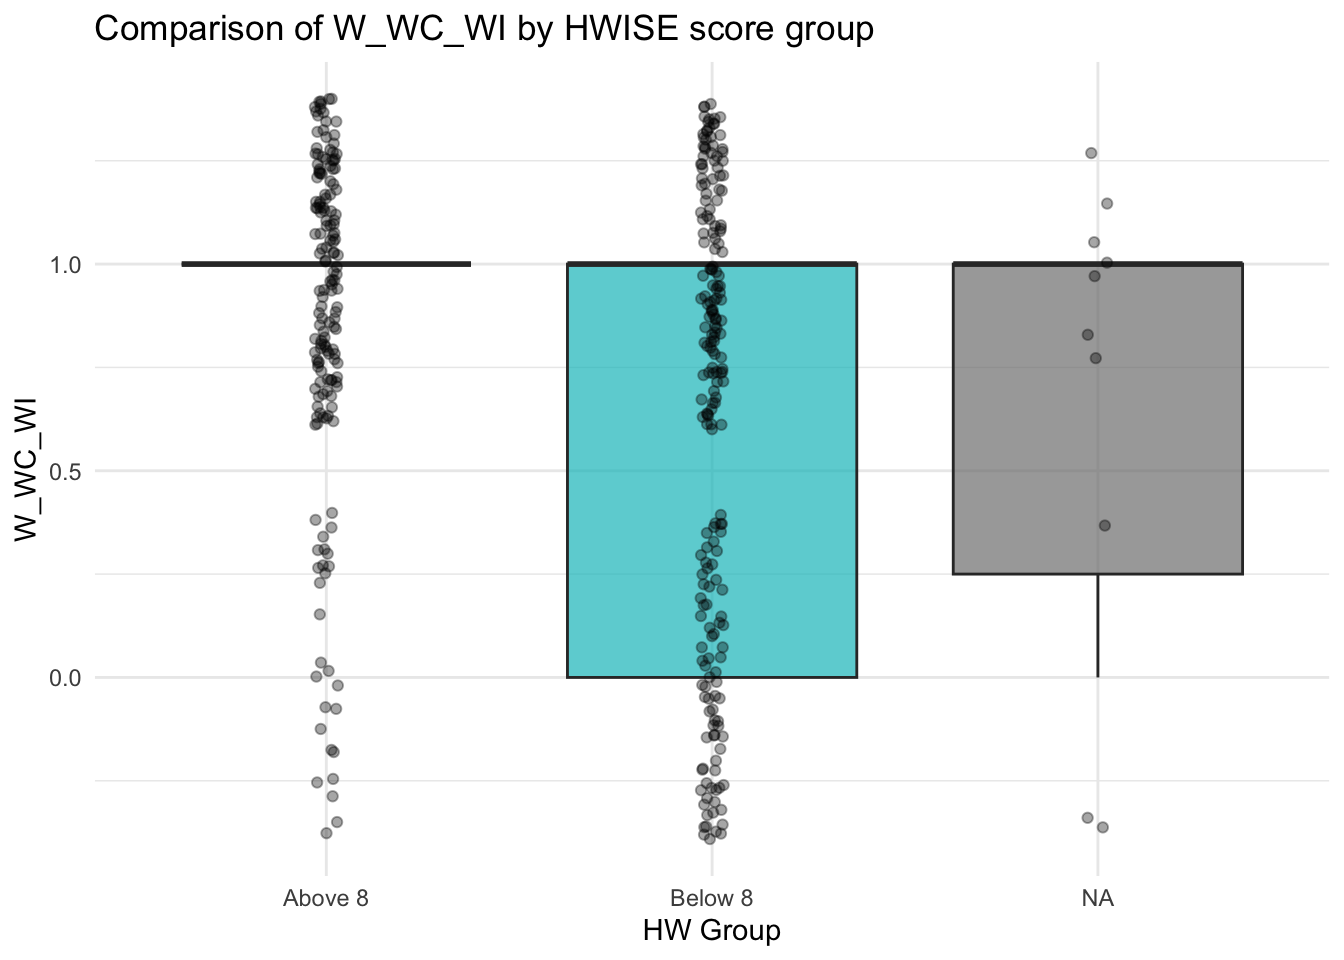 Comparison of W_WC_WI by HWISE score group
W_WC_WI
1.0
0.5
0.0
Above 8
Below 8
NA
HW Group